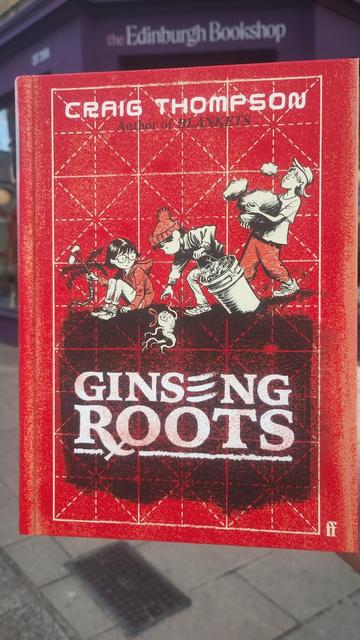 the Edinburgh Bookshop
CRAIG THOMPSON
Author of BLANKETS
GINSENG
ROOTS
ff